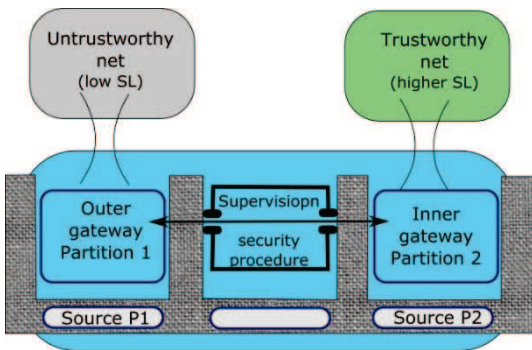 Untrustworthy
net
(low SL)
Trustworthy
net
(higher SL)
Outer
gateway
Partition 1
Supervisiopn
security
procedure
Inner
gateway
Partition 2
Source P1
Source P2